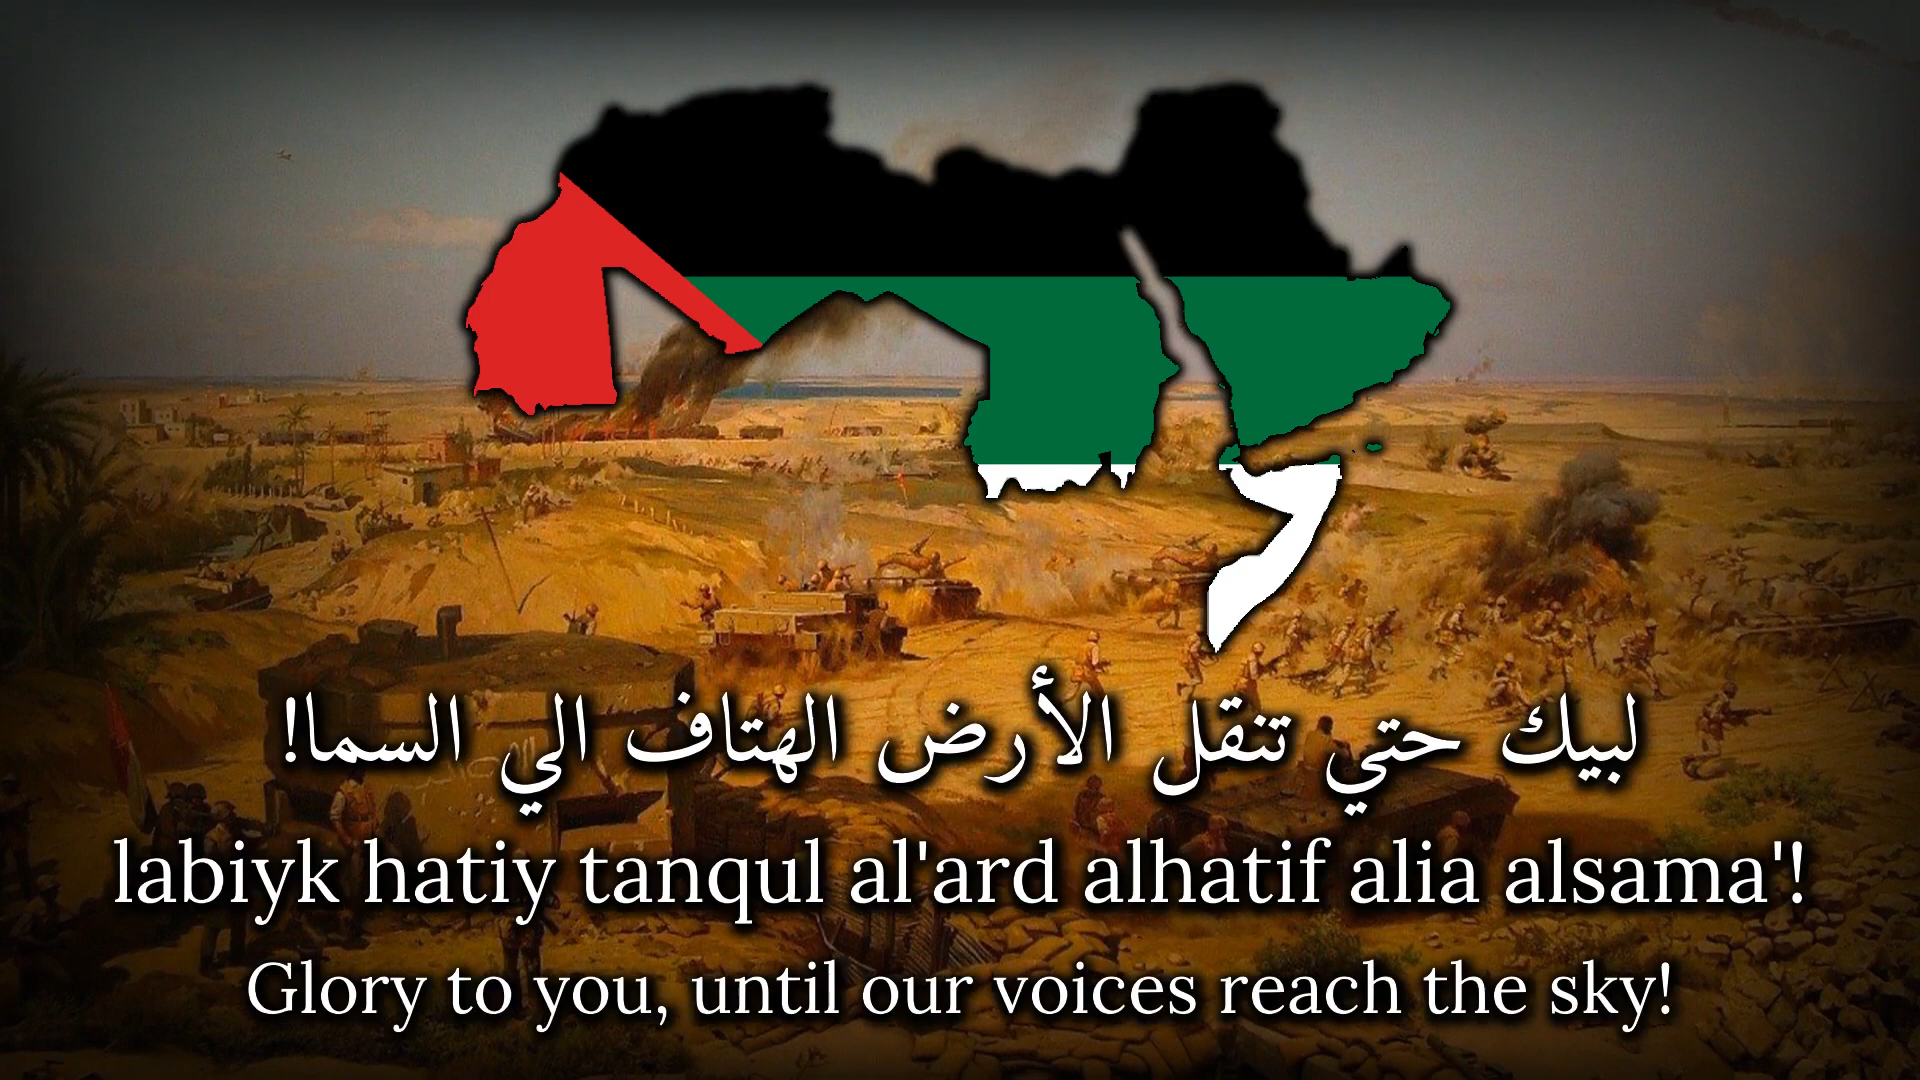 لبيك حتي تنقل الأرض الهتاف الي السما!
labiyk hatiy tanqul al'ard alhatif alia alsama'!
Glory to you, until our voices reach the sky!